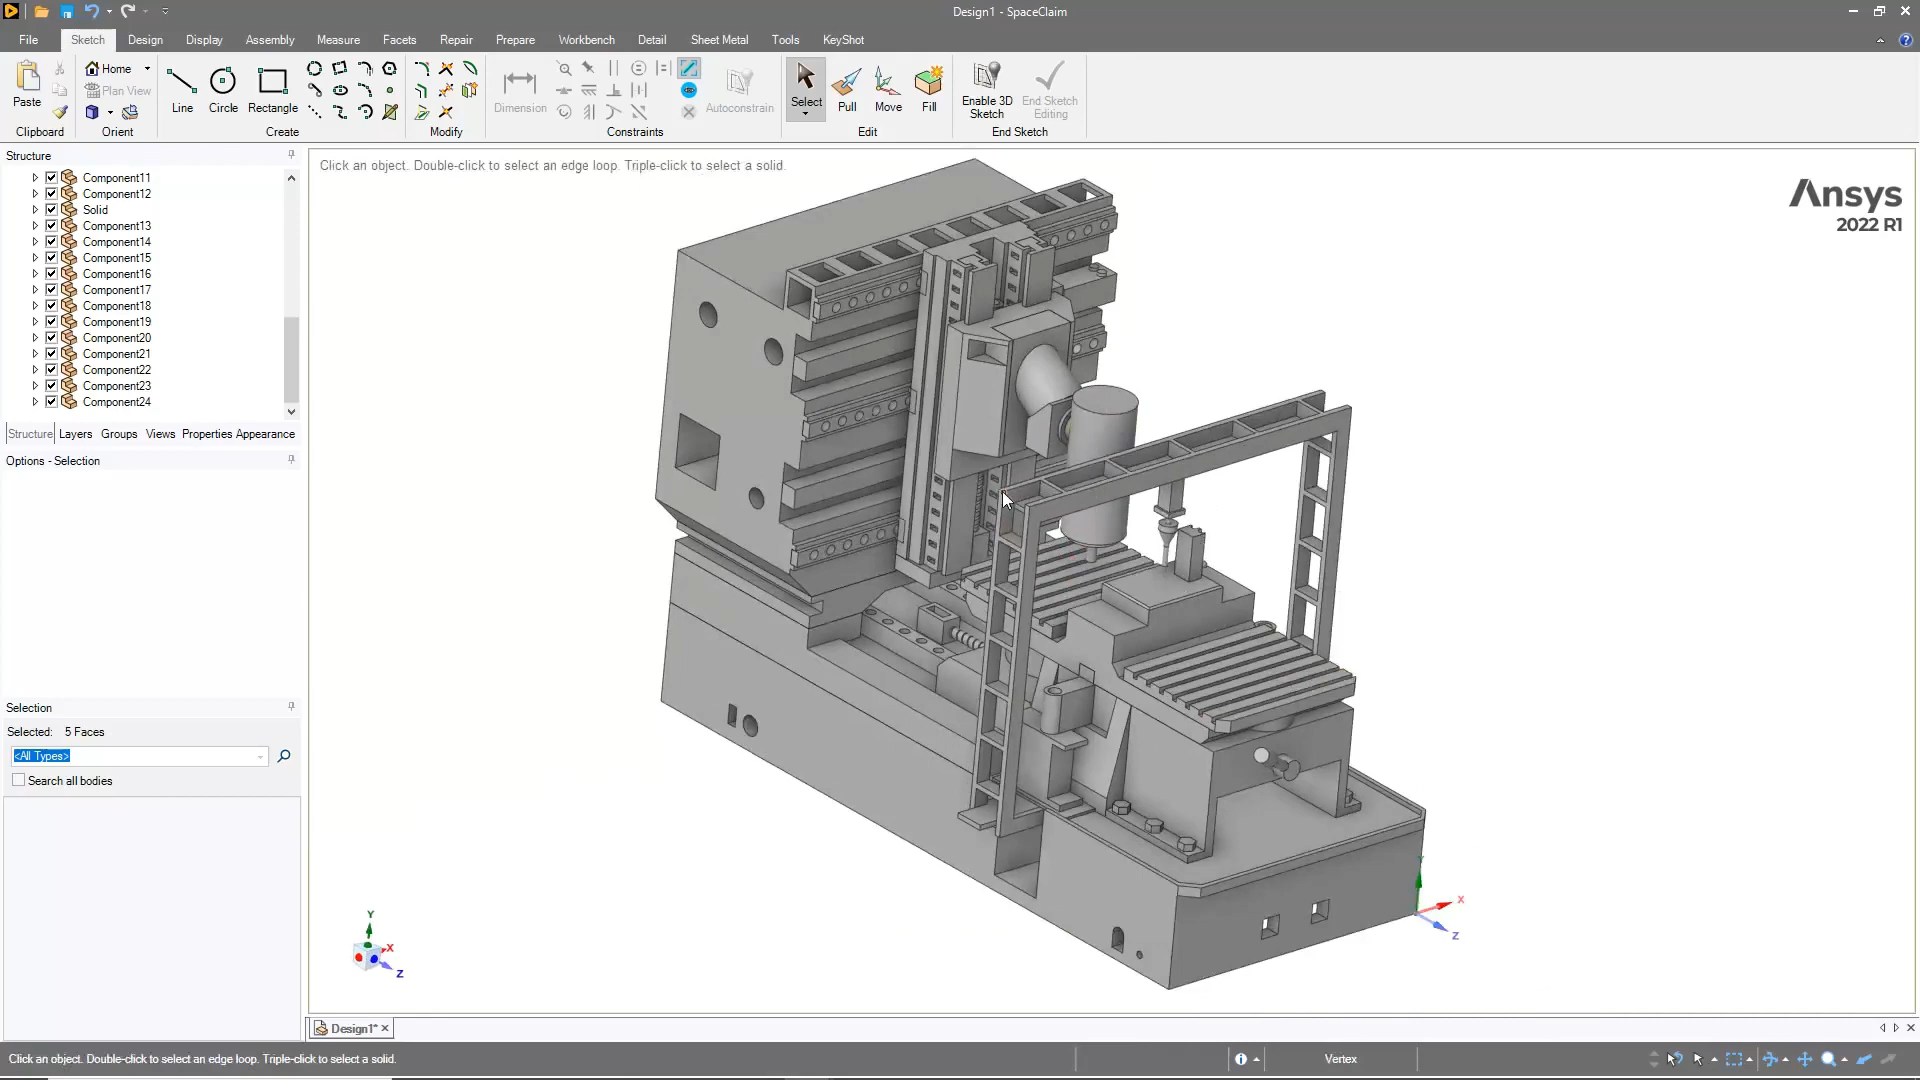 Design1 - SpaceClaim
File Sketch Design Display Assembly Measure Facets Repair Prepare Workbench Detail Sheet Metal Tools KeyShot
Paste
Clipboard
Home
Plan View
Orient
Line Circle Rectangle
Create
Modify
Dimension
Autoconstrain
Constraints
Select Pull Move Fill
Edit
Enable 3D Sketch
End Sketch Editing
End Sketch
Structure
Component11
Component12
Solid
Component13
Component14
Component15
Component16
Component17
Component18
Component19
Component20
Component21
Component22
Component23
Component24
Structure Layers Groups Views Properties Appearance
Options - Selection
Selection
Selected: 5 Faces
<All Types>
Search all bodies
Click an object. Double-click to select an edge loop. Triple-click to select a solid.
Ansys
2022 R1
Y
X
Z
Y
X
Z
Design1*
Click an object. Double-click to select an edge loop. Triple-click to select a solid.
Vertex